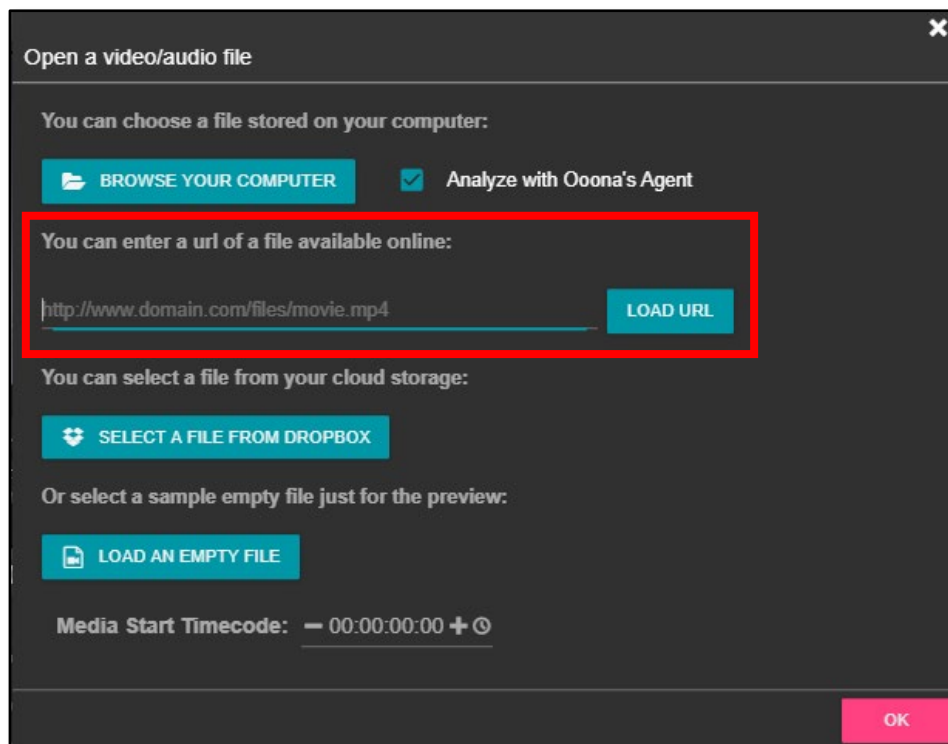 Open a video/audio file
You can choose a file stored on your computer:
BROWSE YOUR COMPUTER Analyze with Ooona's Agent
You can enter a url of a file available online:
http://www.domain.com/files/movie.mp4 LOAD URL
You can select a file from your cloud storage:
SELECT A FILE FROM DROPBOX
Or select a sample empty file just for the preview:
LOAD AN EMPTY FILE
Media Start Timecode: 00:00:00:00
OK